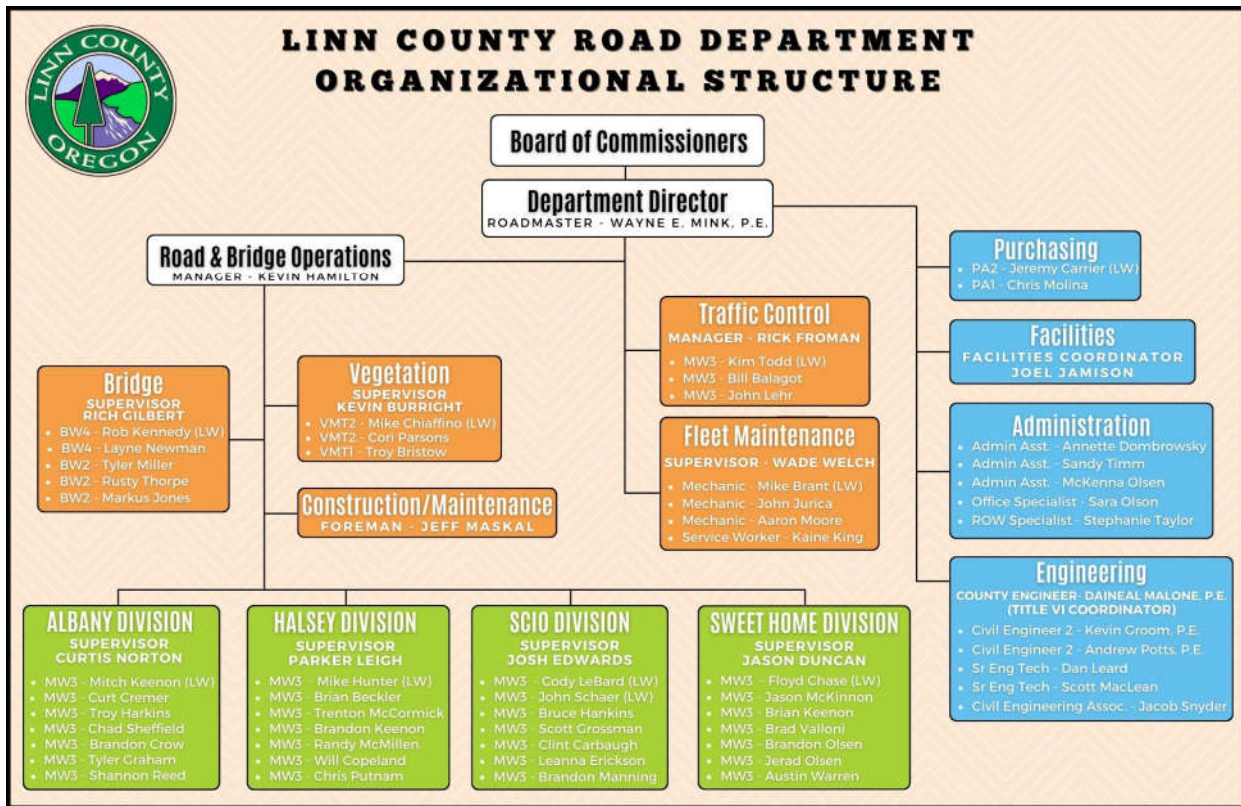 LINN COUNTY
OREGON
LINN COUNTY ROAD DEPARTMENT
ORGANIZATIONAL STRUCTURE
Board of Commissioners
Department Director
ROADMASTER - WAYNE E. MINK, P.E.
Road & Bridge Operations
MANAGER - KEVIN HAMILTON
Bridge
SUPERVISOR
RICH GILBERT
• BW4 - Rob Kennedy (LW)
• BW4 - Layne Newman
• BW2 - Tyler Miller
• BW2 - Rusty Thorpe
• BW2 - Markus Jones
Vegetation
SUPERVISOR
KEVIN BURRIGHT
• VMT2 - Mike Chiaffino (LW)
• VMT2 - Cori Parsons
• VMT1 - Troy Bristow
Construction/Maintenance
FOREMAN - JEFF MASKAL
Traffic Control
MANAGER - RICK FROMAN
• MW3 - Kim Todd (LW)
• MW3 - Bill Balagot
• MW3 - John Lehr
Fleet Maintenance
SUPERVISOR - WADE WELCH
• Mechanic - Mike Brant (LW)
• Mechanic - John Jurica
• Mechanic - Aaron Moore
• Service Worker - Kaine King
Purchasing
• PA2 - Jeremy Carrier (LW)
• PA1 - Chris Molina
Facilities
FACILITIES COORDINATOR
JOEL JAMISON
Administration
• Admin Asst. - Annette Dombrowsky
• Admin Asst. - Sandy Timm
• Admin Asst. - McKenna Olsen
• Office Specialist - Sara Olson
• ROW Specialist - Stephanie Taylor
Engineering
COUNTY ENGINEER- DAINEAL MALONE, P.E.
(TITLE VI COORDINATOR)
• Civil Engineer 2 - Kevin Groom, P.E.
• Civil Engineer 2 - Andrew Potts, P.E.
• Sr Eng Tech - Dan Leard
• Sr Eng Tech - Scott MacLean
• Civil Engineering Assoc. - Jacob Snyder
ALBANY DIVISION
SUPERVISOR
CURTIS NORTON
• MW3 - Mitch Keenon (LW)
• MW3 - Curt Cremer
• MW3 - Troy Harkins
• MW3 - Chad Sheffield
• MW3 - Brandon Crow
• MW3 - Tyler Graham
• MW3 - Shannon Reed
HALSEY DIVISION
SUPERVISOR
PARKER LEIGH
• MW3 - Mike Hunter (LW)
• MW3 - Brian Beckler
• MW3 - Trenton McCormick
• MW3 - Brandon Keenon
• MW3 - Randy McMillen
• MW3 - Will Copeland
• MW3 - Chris Putnam
SCIO DIVISION
SUPERVISOR
JOSH EDWARDS
• MW3 - Cody LeBard (LW)
• MW3 - John Schaer (LW)
• MW3 - Bruce Hankins
• MW3 - Scott Grossman
• MW3 - Clint Carbaugh
• MW3 - Leanna Erickson
• MW3 - Brandon Manning
SWEET HOME DIVISION
SUPERVISOR
JASON DUNCAN
• MW3 - Floyd Chase (LW)
• MW3 - Jason McKinnon
• MW3 - Brian Keenon
• MW3 - Brad Valloni
• MW3 - Brandon Olsen
• MW3 - Jerad Olsen
• MW3 - Austin Warren